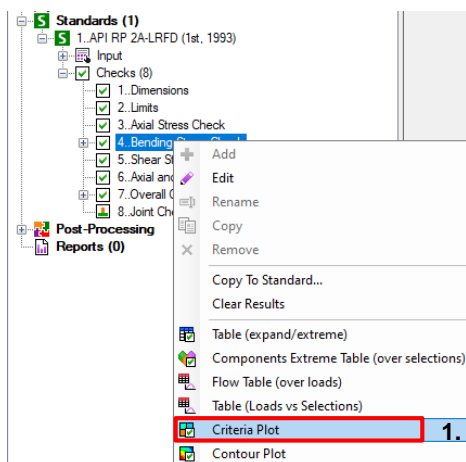 Standards (1)
1..API RP 2A-LRFD (1st, 1993)
Input
Checks (8)
1..Dimensions
2..Limits
3..Axial Stress Check
4..Bending
5..Shear
6..Axial and
7..Overall
8..Joint
Post-Processing
Reports (0)
Add
Edit
Rename
Copy
Remove
Copy To Standard...
Clear Results
Table (expand/extreme)
Components Extreme Table (over selections)
Flow Table (over loads)
Table (Loads vs Selections)
Criteria Plot 1.
Contour Plot